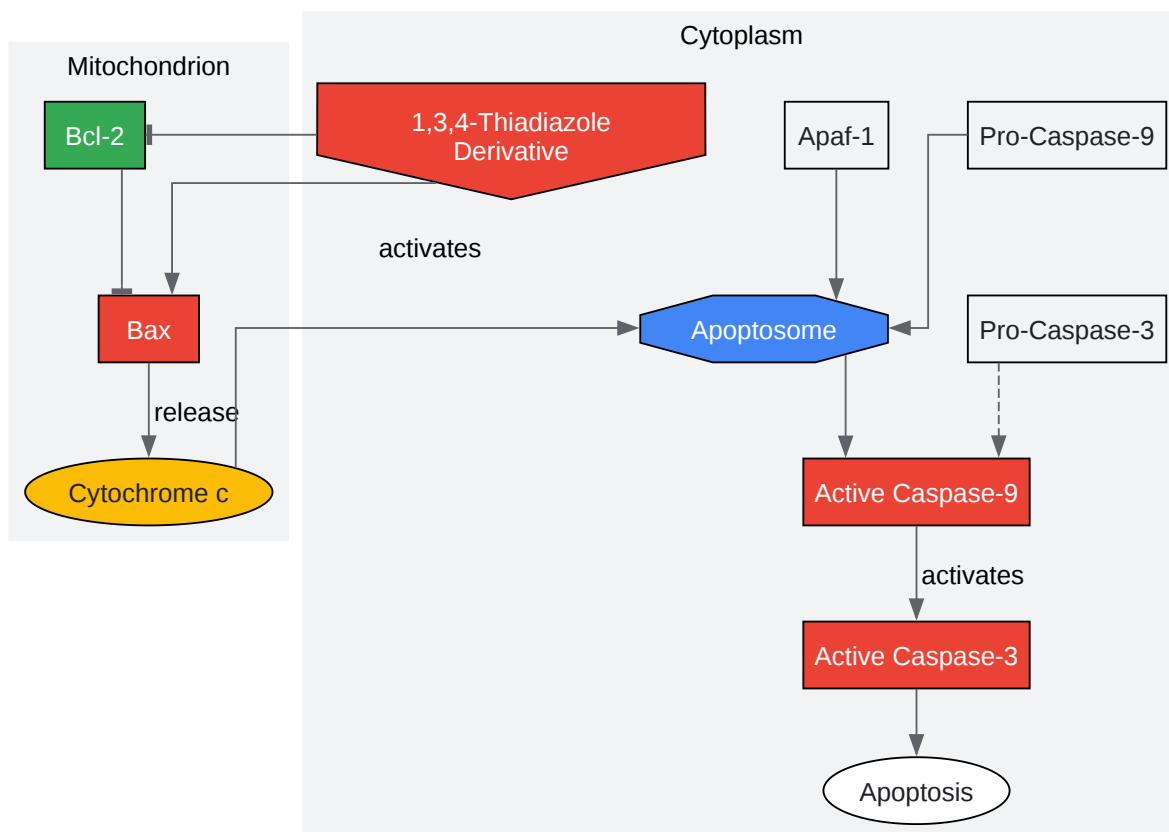 Cytoplasm
Mitochondrion
Bcl-2
1,3,4-Thiadiazole
Derivative
Apaf-1
Pro-Caspase-9
activates
Bax
Apoptosome
Pro-Caspase-3
release
Cytochrome c
Active Caspase-9
activates
Active Caspase-3
Apoptosis